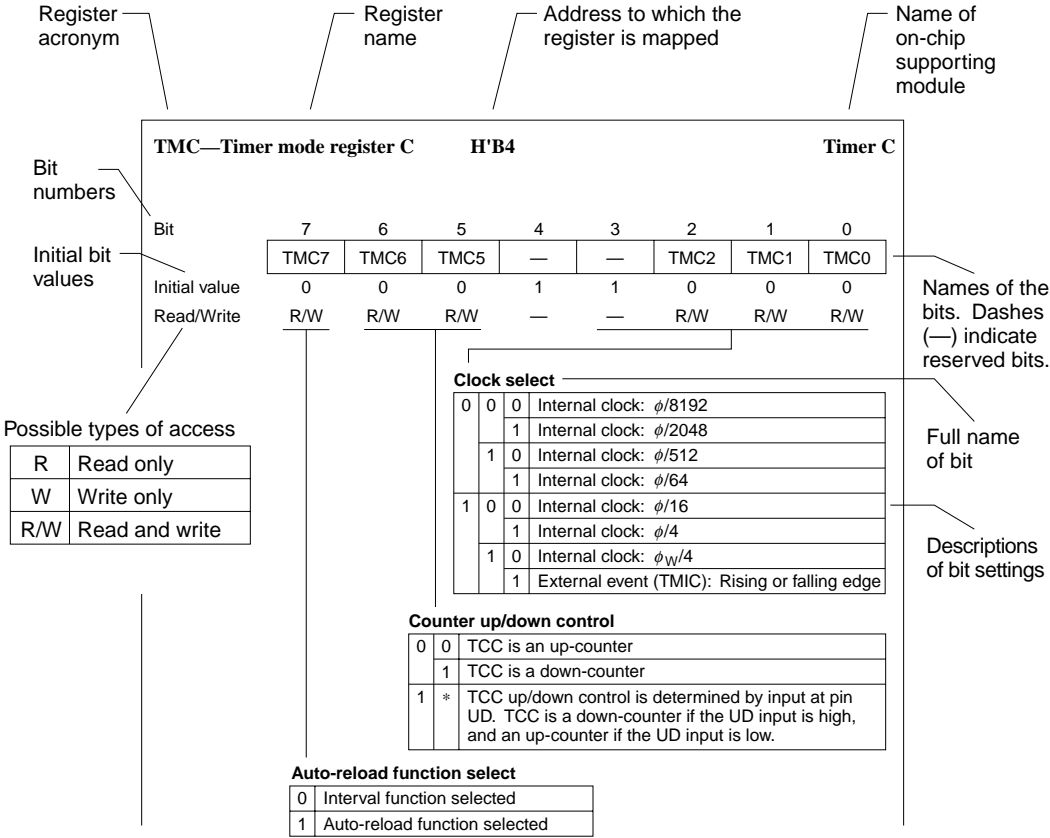 Register acronym
Register name
Address to which the register is mapped
Name of on-chip supporting module
TMC—Timer mode register C H'B4 Timer C
Bit numbers
Bit 7 6 5 4 3 2 1 0
Initial bit values
TMC7 TMC6 TMC5 — — TMC2 TMC1 TMC0
Initial value 0 0 0 1 1 0 0 0
Read/Write R/W R/W R/W — — R/W R/W R/W
Names of the bits. Dashes (—) indicate reserved bits.
Possible types of access
R Read only
W Write only
R/W Read and write
Clock select
0 0 0 Internal clock: ϕ/8192
1 Internal clock: ϕ/2048
1 0 Internal clock: ϕ/512
1 Internal clock: ϕ/64
1 0 0 Internal clock: ϕ/16
1 Internal clock: ϕ/4
1 0 Internal clock: ϕW/4
1 External event (TMIC): Rising or falling edge
Full name of bit
Descriptions of bit settings
Counter up/down control
0 0 TCC is an up-counter
1 TCC is a down-counter
1 * TCC up/down control is determined by input at pin
UD. TCC is a down-counter if the UD input is high,
and an up-counter if the UD input is low.
Auto-reload function select
0 Interval function selected
1 Auto-reload function selected